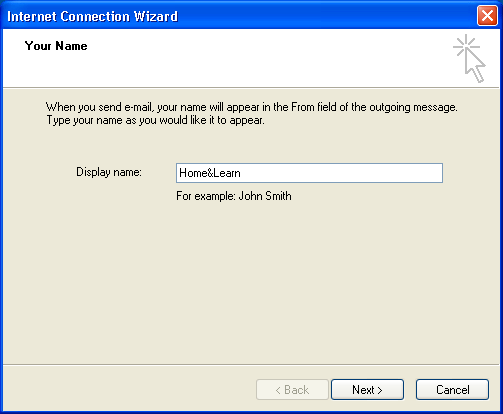 Internet Connection Wizard
Your Name
When you send e-mail, your name will appear in the From field of the outgoing message.
Type your name as you would like it to appear.
Display name: Home&Learn
For example: John Smith
< Back Next > Cancel